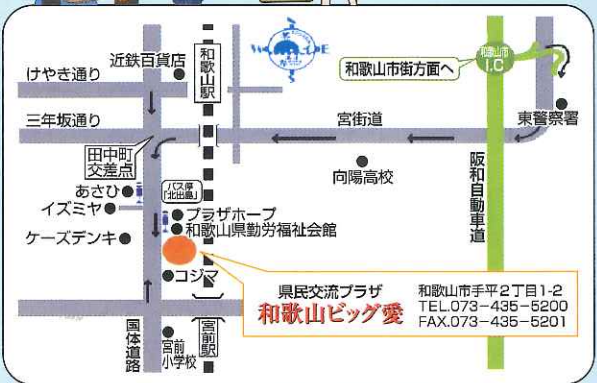 近鉄百貨店
和歌山駅
けやき通り
和歌山市街方面へ
和歌山市
I.C
三年坂通り
宮街道
東警察署
田中町
交差点
向陽高校
阪和自動車道
あさひ
バス停
「北出島」
イズミヤ
プラザホープ
和歌山県勤労福祉会館
ケーズデンキ
コジマ
県民交流プラザ
和歌山ビッグ愛
和歌山市手平2丁目1-2
TEL.073-435-5200
FAX.073-435-5201
国体道路
宮前
小学校
宮前駅